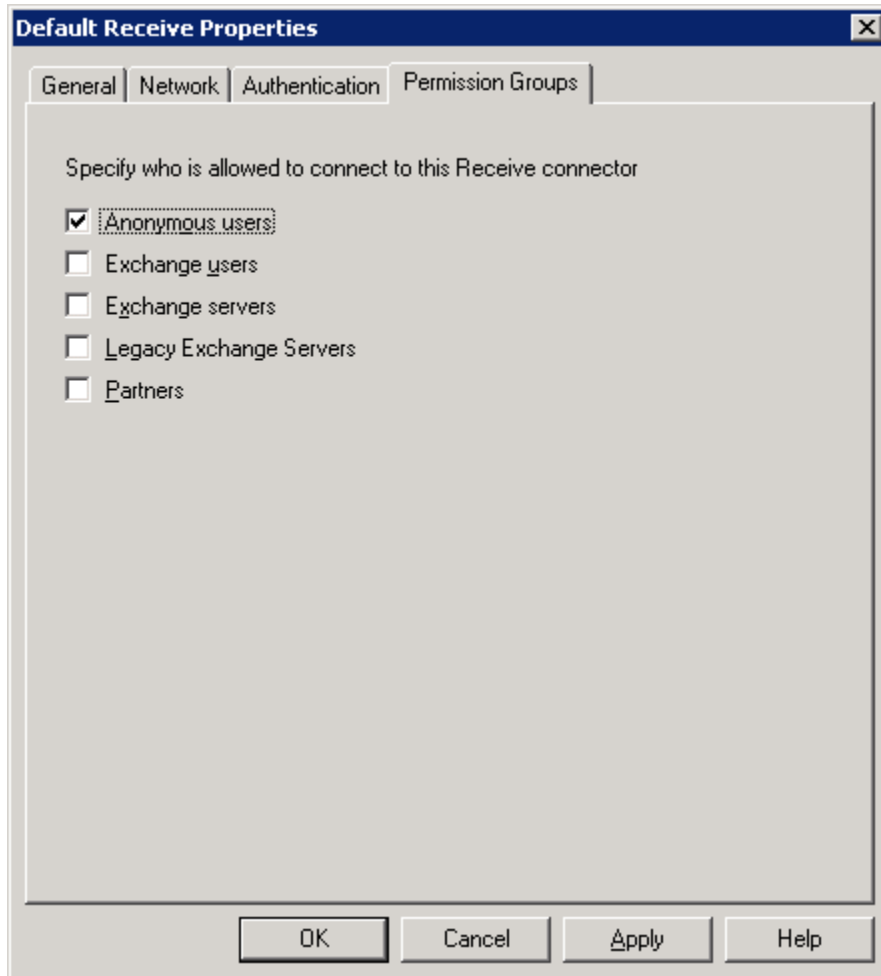 Default Receive Properties
General Network Authentication Permission Groups
Specify who is allowed to connect to this Receive connector
Anonymous users
Exchange users
Exchange servers
Legacy Exchange Servers
Partners
OK Cancel Apply Help